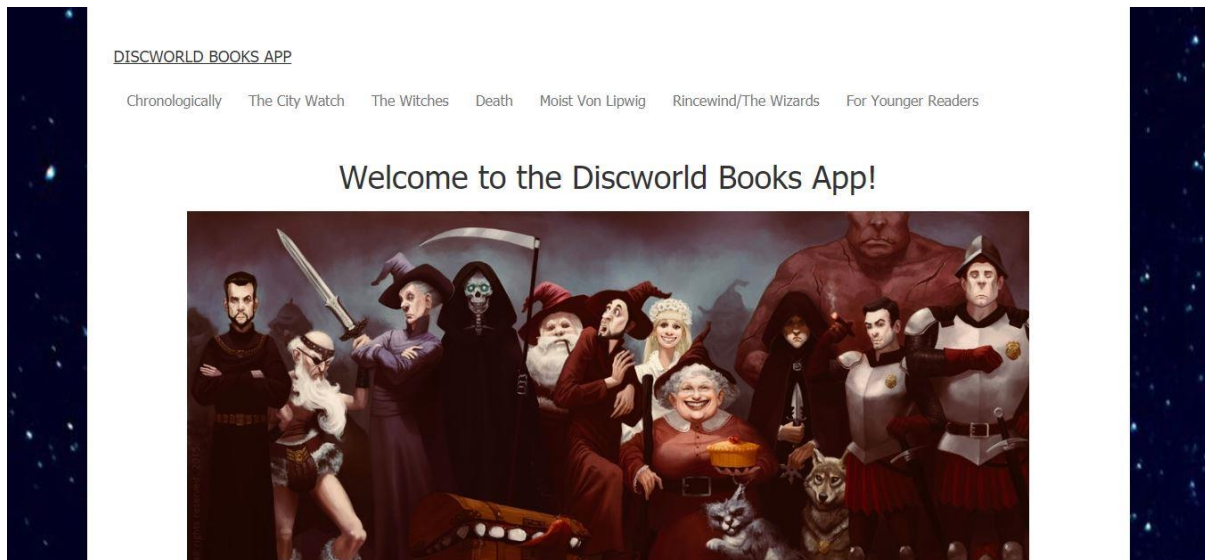 DISCWORLD BOOKS APP
Chronologically The City Watch The Witches Death Moist Von Lipwig Rincewind/The Wizards For Younger Readers
Welcome to the Discworld Books App!